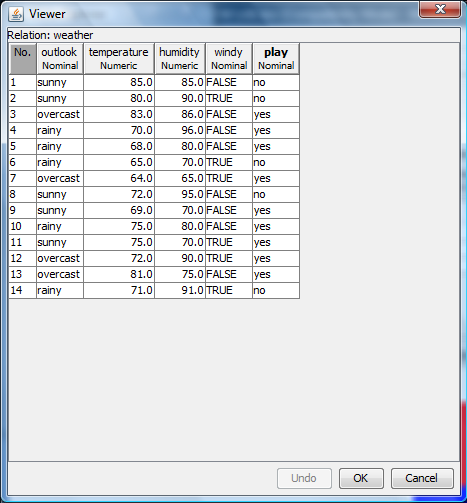 Viewer
Relation: weather
No. outlook temperature humidity windy play
Nominal Numeric Numeric Nominal Nominal
1 sunny 85.0 85.0 FALSE no
2 sunny 80.0 90.0 TRUE no
3 overcast 83.0 86.0 FALSE yes
4 rainy 70.0 96.0 FALSE yes
5 rainy 68.0 80.0 FALSE yes
6 rainy 65.0 70.0 TRUE no
7 overcast 64.0 65.0 TRUE yes
8 sunny 72.0 95.0 FALSE no
9 sunny 69.0 70.0 FALSE yes
10 rainy 75.0 80.0 FALSE yes
11 sunny 75.0 70.0 TRUE yes
12 overcast 72.0 90.0 TRUE yes
13 overcast 81.0 75.0 FALSE yes
14 rainy 71.0 91.0 TRUE no
Undo OK Cancel